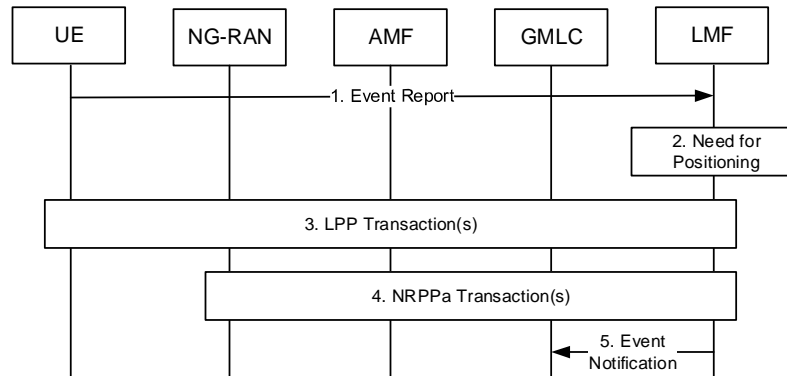 UE
NG-RAN
AMF
GMLC
LMF
1. Event Report
2. Need for
Positioning
3. LPP Transaction(s)
4. NRPPa Transaction(s)
5. Event
Notification